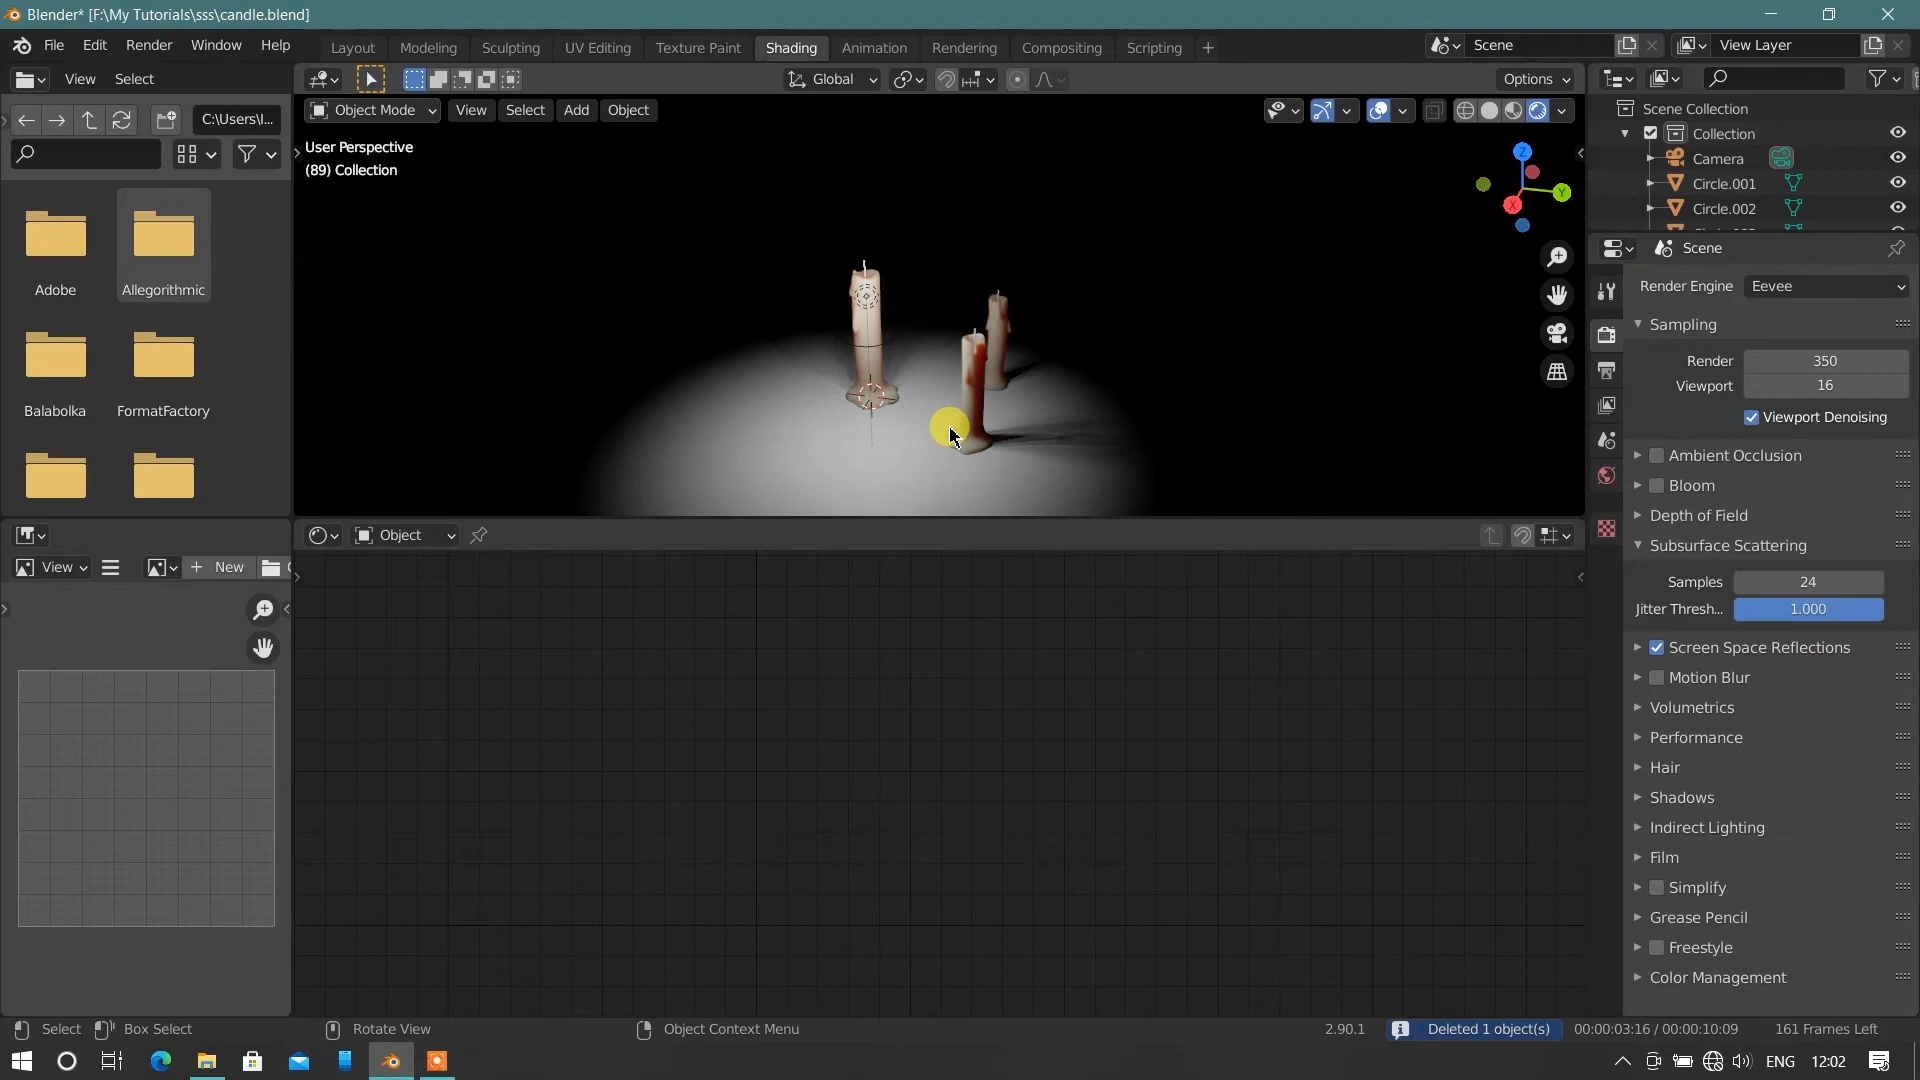 Blender* [F:\My Tutorials\sss\candle.blend]
File Edit Render Window Help Layout Modeling Sculpting UV Editing Texture Paint Shading Animation Rendering Compositing Scripting + Scene View Layer
View Select Global Options
Object Mode View Select Add Object
C:\Users\I...
User Perspective
(89) Collection
Z
Y
X
Adobe Allegorithmic
Balabolka FormatFactory
Scene Collection
Collection
Camera
Circle.001
Circle.002
Scene
Render Engine Eevee
Sampling
Render 350
Viewport 16
Viewport Denoising
Ambient Occlusion
Bloom
Depth of Field
Subsurface Scattering
Samples 24
Jitter Thresh... 1.000
Screen Space Reflections
Motion Blur
Volumetrics
Performance
Hair
Shadows
Indirect Lighting
Film
Simplify
Grease Pencil
Freestyle
Color Management
Object
View + New
Select Box Select Rotate View Object Context Menu 2.90.1 Deleted 1 object(s) 00:00:03:16 / 00:00:10:09 161 Frames Left
ENG 12:02